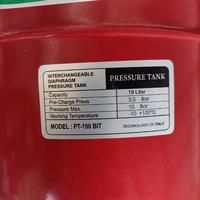 INTERCHANGEABLE
DIAPHRAGM
PRESSURE TANK
PRESSURE TANK
Capacity 19 Liter
Pre-Charge Press 3.0 Bar
Pressure Max. 10 Bar
Working Temperature -10 +100°C
MODEL : PT-190 BIT TECHNOLOGY OF ITALY